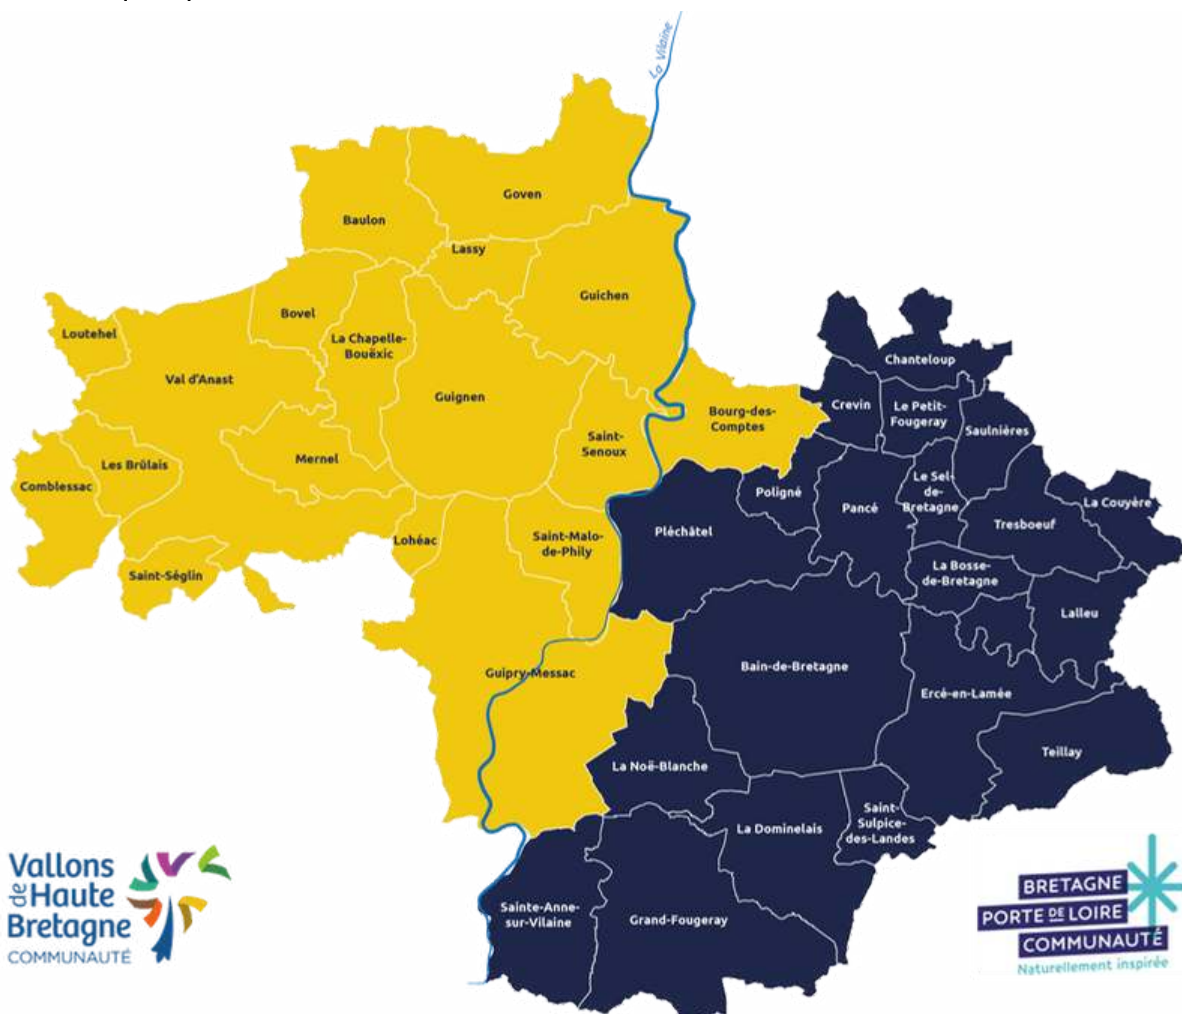 La Vilaine
Goven
Baulon
Lassy
Guichen
Bovel
Loutehel
La Chapelle-
Bouëxic
Val d'Anast
Guignen
Chanteloup
Crevin
Le Petit-
Fougeray
Bourg-des-
Comptes
Saulnières
Saint-
Senoux
Mernel
Les Brûlais
Comblessac
Le Sel-
de-
Bretagne
Poligné
Pancé
La Couyère
Tresboeuf
Pléchâtel
Lohéac
Saint-Malo-
de-Phily
La Bosse-
de-Bretagne
Saint-Séglin
Lalleu
Guipry-Messac
Bain-de-Bretagne
Ercé-en-Lamée
Teillay
La Noë-Blanche
Saint-
Sulpice-
des-Landes
La Dominelais
Sainte-Anne-
sur-Vilaine
Grand-Fougeray
Vallons
de Haute
Bretagne
COMMUNAUTÉ
BRETAGNE
PORTE DE LOIRE
COMMUNAUTÉ
Naturellement inspirée